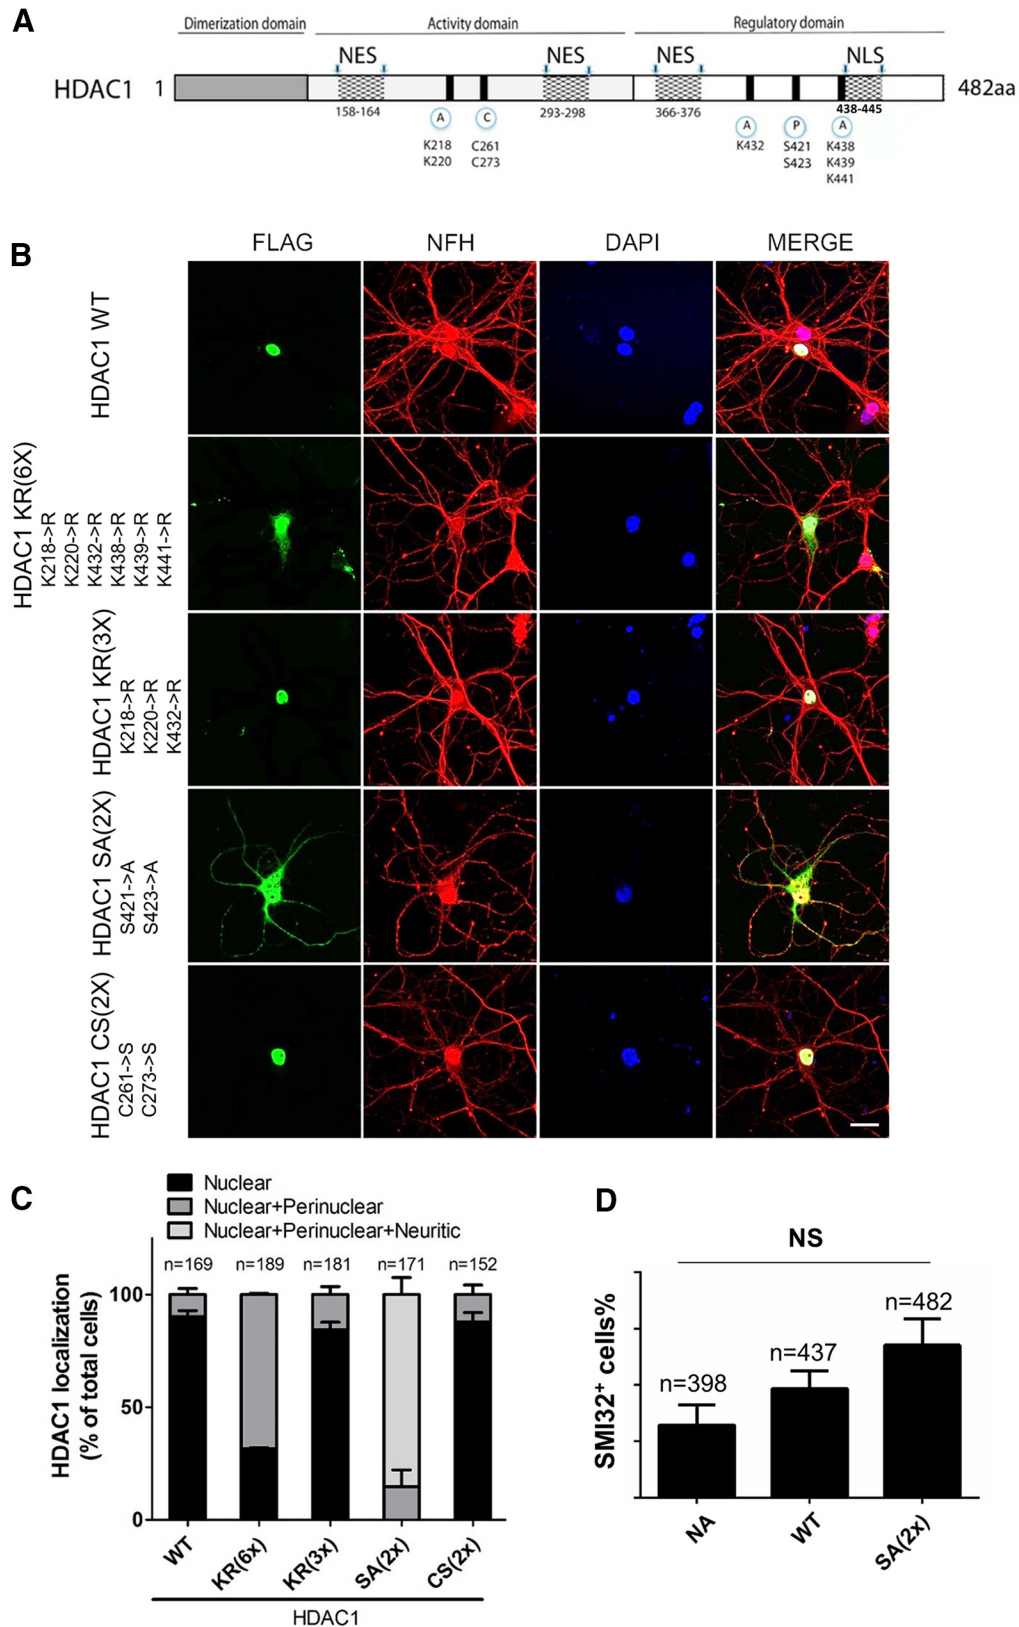 A
Dimerization domain Activity domain Regulatory domain
NES NES NES NLS
HDAC1 1 482aa
158-164 293-298 366-376 438-445
A C A P A
K218 C261 K432 S421 K438
K220 C273 S423 K439
K441
B
FLAG NFH DAPI MERGE
HDAC1 WT
HDAC1 KR(6X)
K218->R
K220->R
K432->R
K438->R
K439->R
K441->R
HDAC1 KR(3X)
K218->R
K220->R
K432->R
HDAC1 SA(2X)
S421->A
S423->A
HDAC1 CS(2X)
C261->S
C273->S
C
Nuclear
Nuclear+Perinuclear
Nuclear+Perinuclear+Neuritic
n=169 n=189 n=181 n=171 n=152
HDAC1 localization
(% of total cells)
100
50
0
WT KR(6x) KR(3x) SA(2x) CS(2x)
HDAC1
D
NS
n=482
n=437
n=398
SMI32+ cells%
NA WT SA(2x)